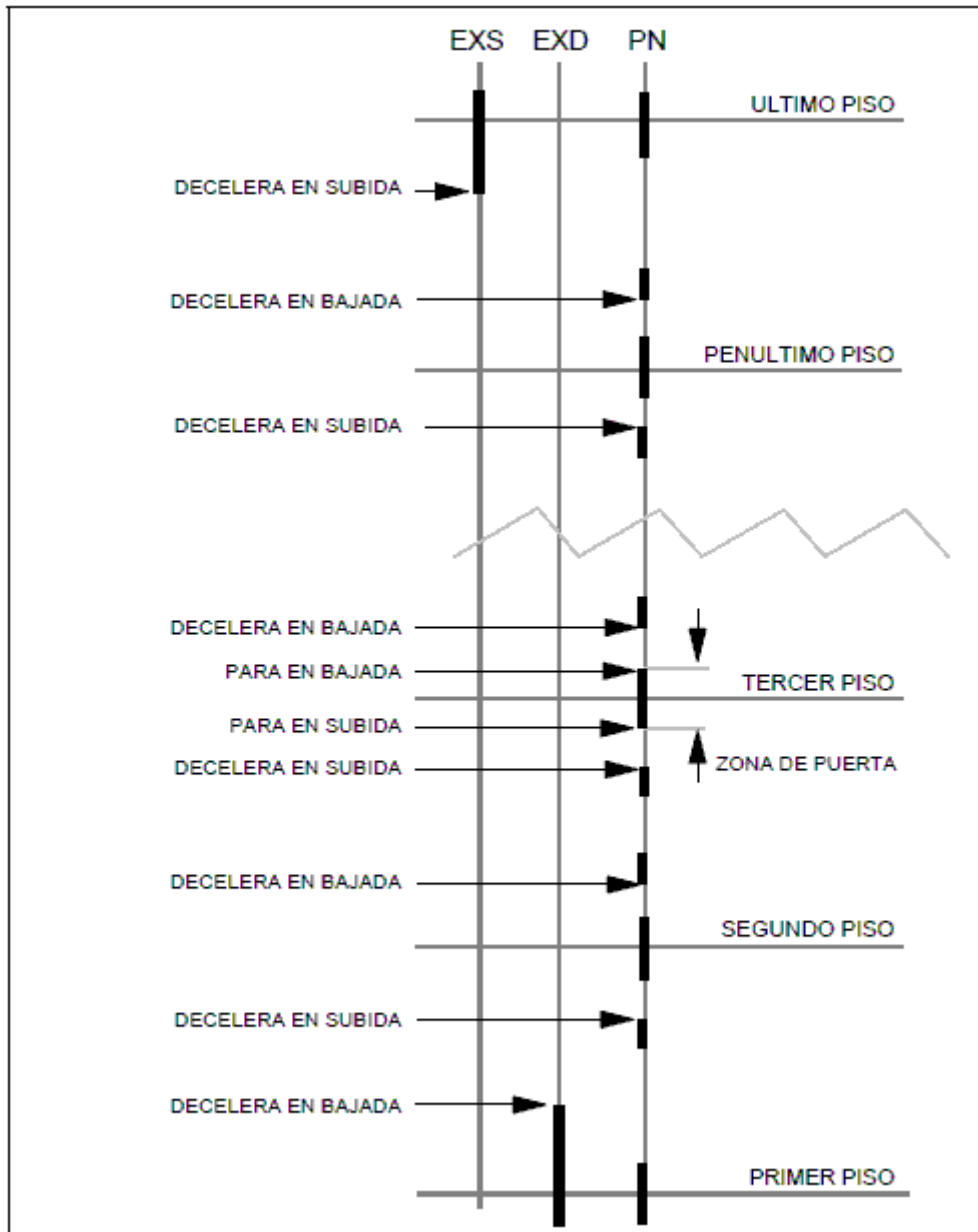 EXS EXD PN
ULTIMO PISO
DECELERA EN SUBIDA
DECELERA EN BAJADA
PENULTIMO PISO
DECELERA EN SUBIDA
DECELERA EN BAJADA
PARA EN BAJADA
TERCER PISO
PARA EN SUBIDA
DECELERA EN SUBIDA
ZONA DE PUERTA
DECELERA EN BAJADA
SEGUNDO PISO
DECELERA EN SUBIDA
DECELERA EN BAJADA
PRIMER PISO